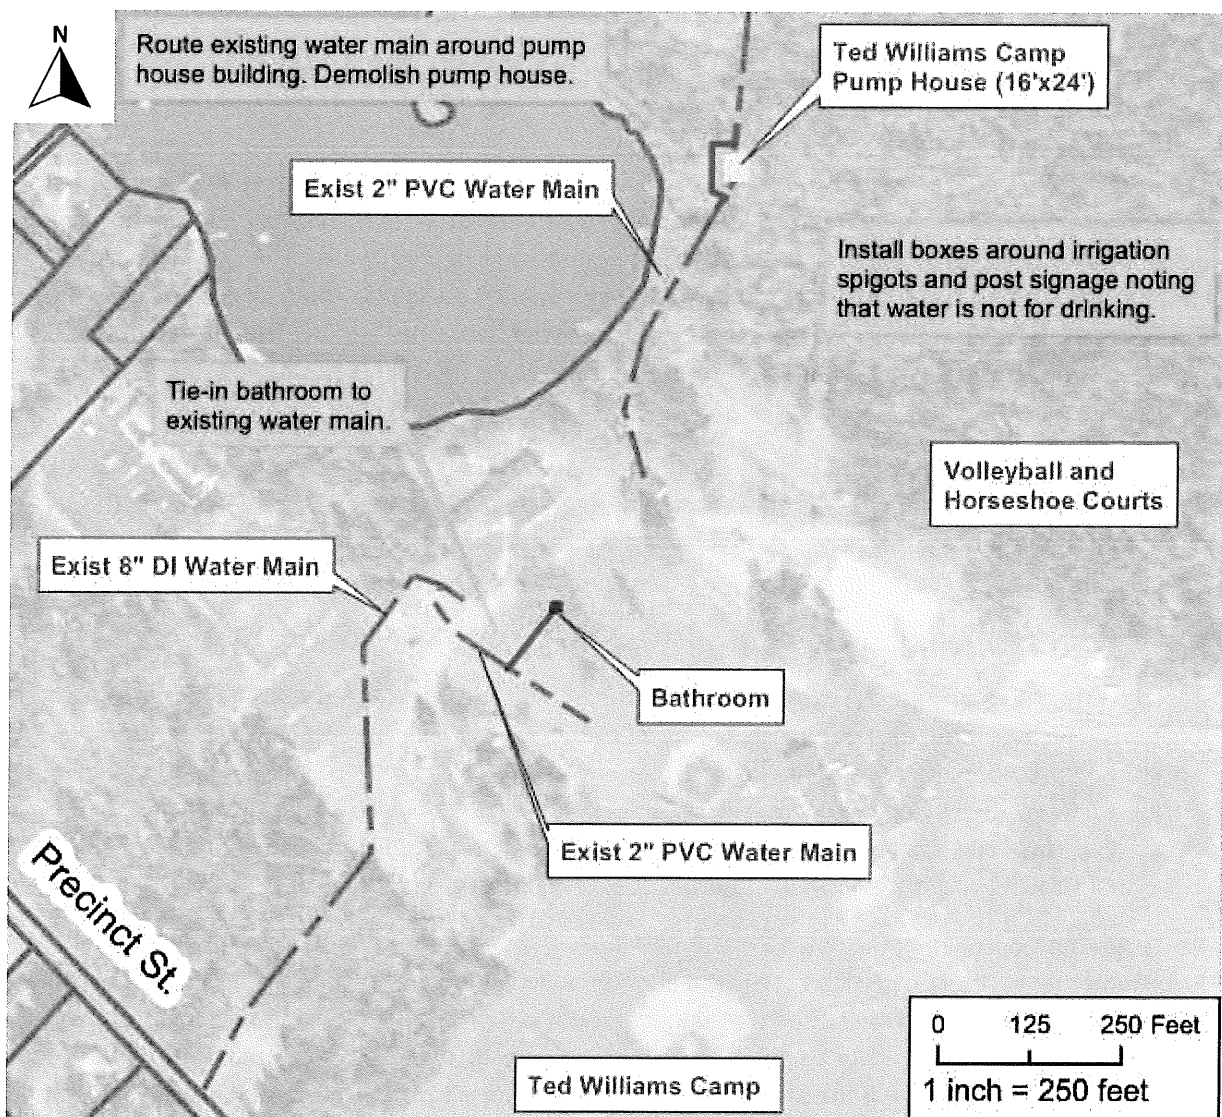 N
Route existing water main around pump
house building. Demolish pump house.
Ted Williams Camp
Pump House (16'x24')
Exist 2" PVC Water Main
Install boxes around irrigation
spigots and post signage noting
that water is not for drinking.
Tie-in bathroom to
existing water main.
Volleyball and
Horseshoe Courts
Exist 8" DI Water Main
Bathroom
Exist 2" PVC Water Main
Precinct St.
Ted Williams Camp
0 125 250 Feet
1 inch = 250 feet